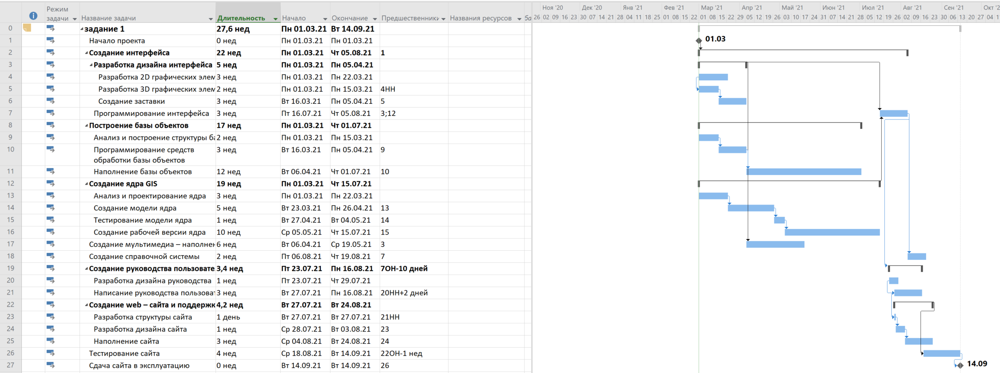 Ноя '20 Дек '20 Янв '21 Фев '21 Мар '21 Апр '21 Май '21 Июн '21 Июл '21 Авг '21 Сен '21 Окт '2
Режим задачи Название задачи Длительность Начало Окончание Предшественники Названия ресурсов ба
26 02 09 16 23 30 07 14 21 28 04 11 18 25 01 08 15 22 01 08 15 22 29 05 12 19 26 03 10 17 24 31 07 14 21 28 05 12 19 26 02 09 16 23 30 06 13 20 27 04 11
0 задание 1 27,6 нед Пн 01.03.21 Вт 14.09.21
1 Начало проекта 0 нед Пн 01.03.21 Пн 01.03.21 01.03
2 Создание интерфейса 22 нед Пн 01.03.21 Чт 05.08.21 1
3 Разработка дизайна интерфейса 5 нед Пн 01.03.21 Пн 05.04.21
4 Разработка 2D графических элем 3 нед Пн 01.03.21 Пн 22.03.21
5 Разработка 3D графических элем 2 нед Пн 01.03.21 Пн 15.03.21 4НН
6 Создание заставки 3 нед Вт 16.03.21 Пн 05.04.21 5
7 Программирование интерфейса 3 нед Пт 16.07.21 Чт 05.08.21 3;12
8 Построение базы объектов 17 нед Пн 01.03.21 Чт 01.07.21
9 Анализ и построение структуры ба 2 нед Пн 01.03.21 Пн 15.03.21
10 Программирование средств 3 нед Вт 16.03.21 Пн 05.04.21 9
обработки базы объектов
11 Наполнение базы объектов 12 нед Вт 06.04.21 Чт 01.07.21 10
12 Создание ядра GIS 19 нед Пн 01.03.21 Чт 15.07.21
13 Анализ и проектирование ядра 3 нед Пн 01.03.21 Пн 22.03.21
14 Создание модели ядра 5 нед Вт 23.03.21 Пн 26.04.21 13
15 Тестирование модели ядра 1 нед Вт 27.04.21 Вт 04.05.21 14
16 Создание рабочей версии ядра 10 нед Ср 05.05.21 Чт 15.07.21 15
17 Создание мультимедиа – наполнен 6 нед Вт 06.04.21 Ср 19.05.21 3
18 Создание справочной системы 2 нед Пт 06.08.21 Чт 19.08.21 7
19 Создание руководства пользовате 3,4 нед Пт 23.07.21 Пн 16.08.21 7ОН-10 дней
20 Разработка дизайна руководства 1 нед Пт 23.07.21 Чт 29.07.21
21 Написание руководства пользоват 3 нед Вт 27.07.21 Пн 16.08.21 20НН+2 дней
22 Создание web – сайта и поддержк 4,2 нед Вт 27.07.21 Вт 24.08.21
23 Разработка структуры сайта 1 день Вт 27.07.21 Вт 27.07.21 21НН
24 Разработка дизайна сайта 1 нед Ср 28.07.21 Вт 03.08.21 23
25 Наполнение сайта 3 нед Ср 04.08.21 Вт 24.08.21 24
26 Тестирование сайта 4 нед Ср 18.08.21 Вт 14.09.21 22ОН-1 нед
27 Сдача сайта в эксплуатацию 0 нед Вт 14.09.21 Вт 14.09.21 26 14.09